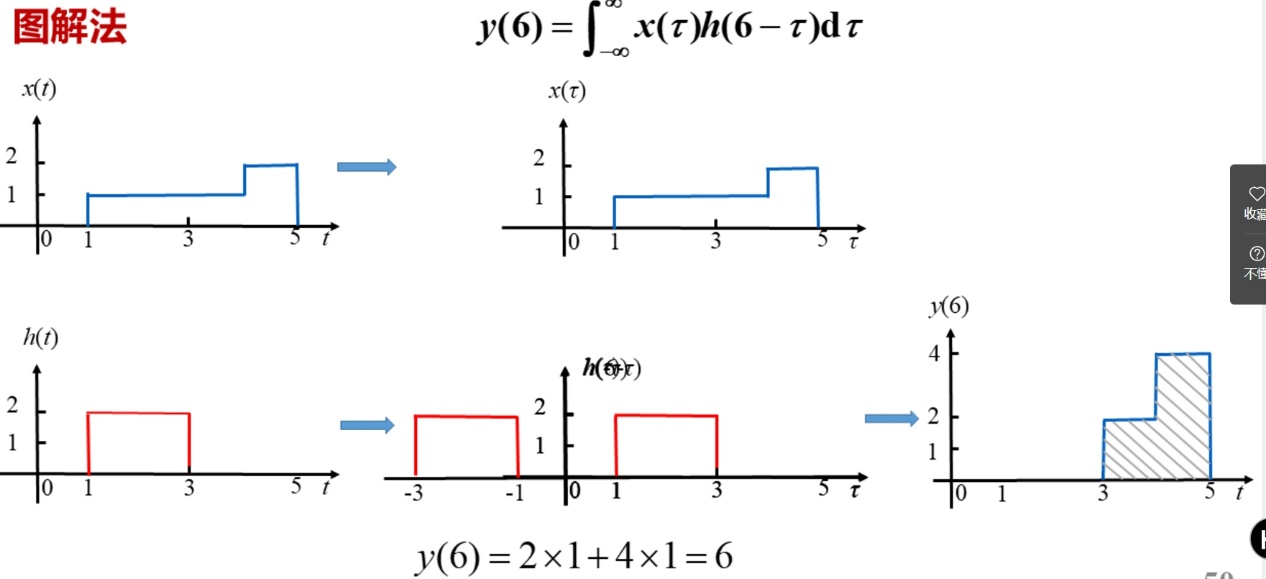 图解法
y(6) = ∫_{-∞}^{∞} x(τ)h(6 − τ)dτ
x(t)
2
1
0 1 3 5 t
x(τ)
2
1
0 1 3 5 τ
收藏
不懂
h(t)
2
1
0 1 3 5 t
2
1
-3 -1 0 1 3 5 τ
y(6)
4
2
1
0 1 3 5 t
y(6) = 2×1+4×1 = 6